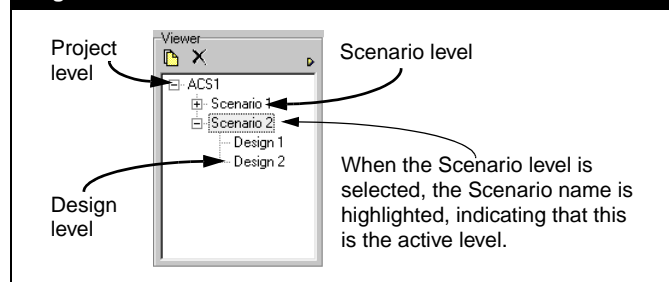 Project
level
Viewer
Scenario level
ACS1
Scenario 1
Scenario 2
Design 1
Design 2
Design
level
When the Scenario level is
selected, the Scenario name is
highlighted, indicating that this
is the active level.